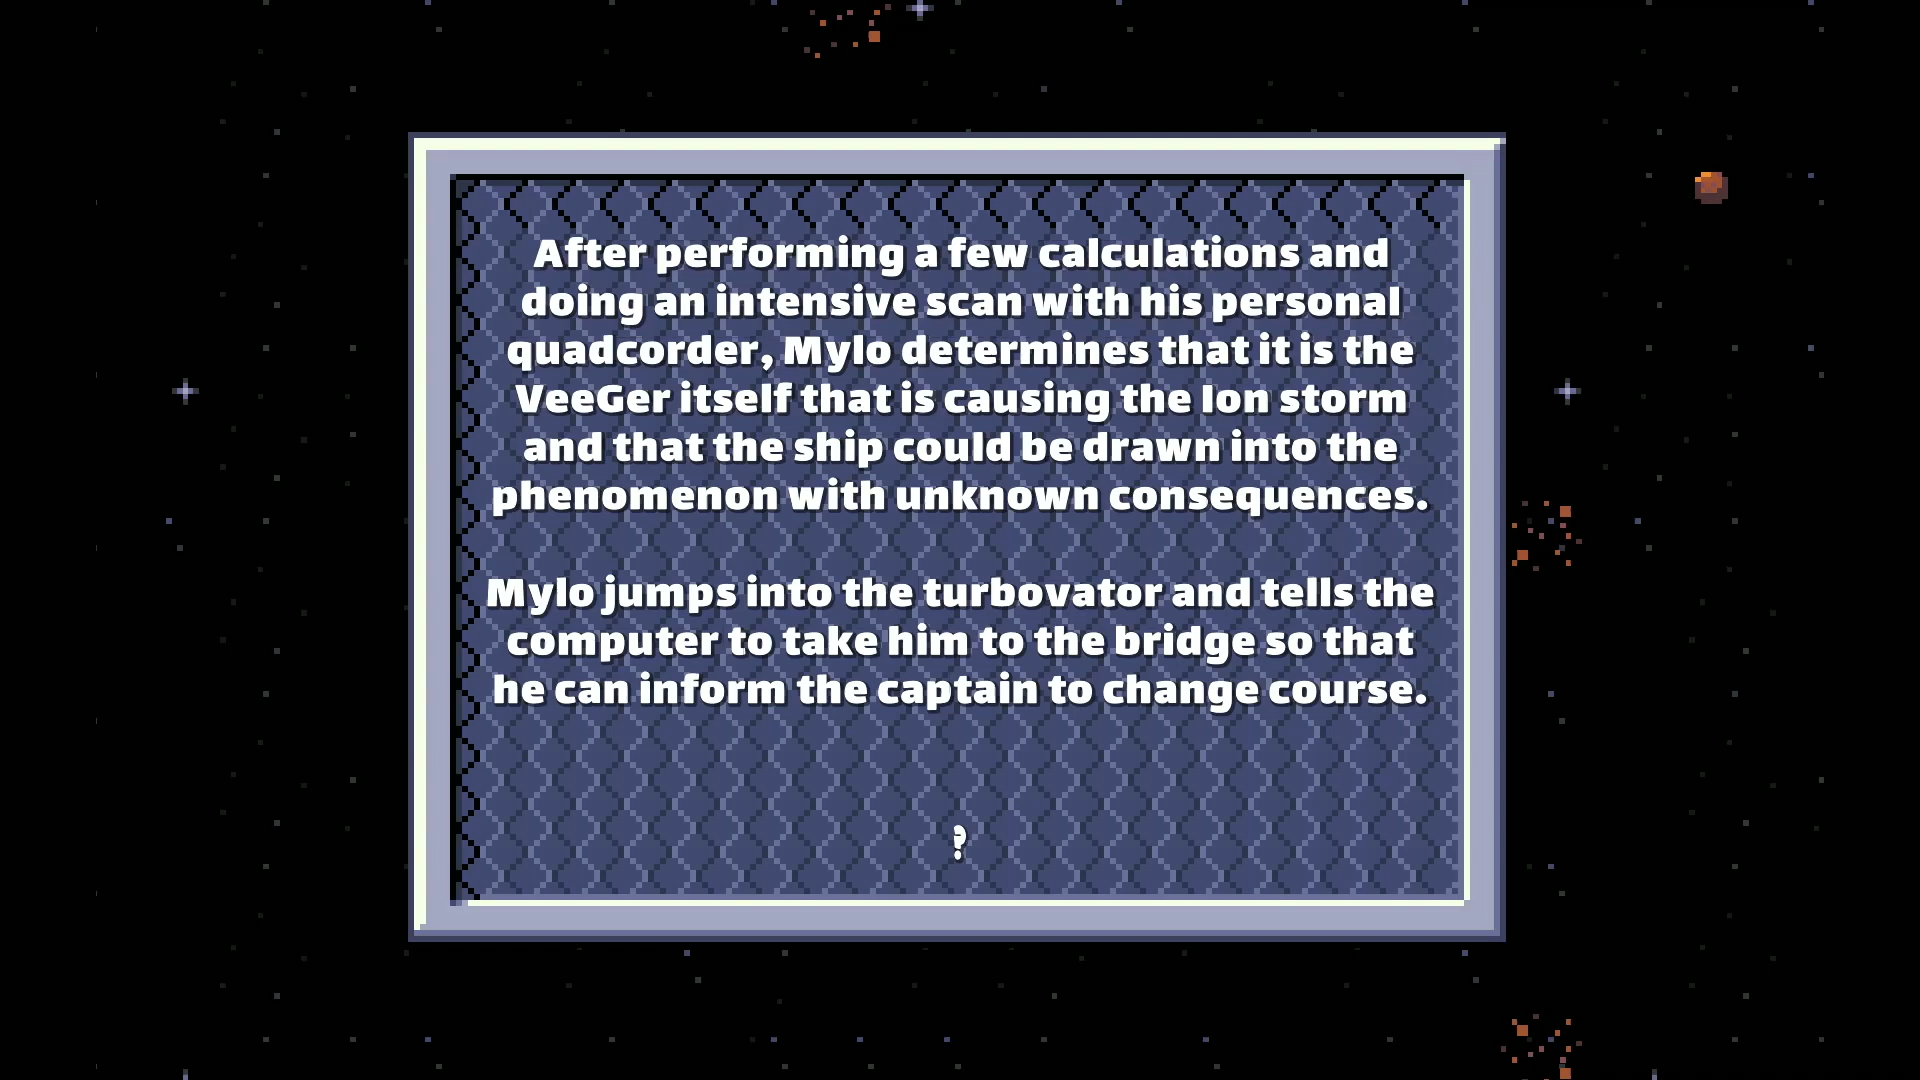 After performing a few calculations and
doing an intensive scan with his personal
quadcorder, Mylo determines that it is the
VeeGer itself that is causing the Ion storm
and that the ship could be drawn into the
phenomenon with unknown consequences.
Mylo jumps into the turbovator and tells the
computer to take him to the bridge so that
he can inform the captain to change course.
?